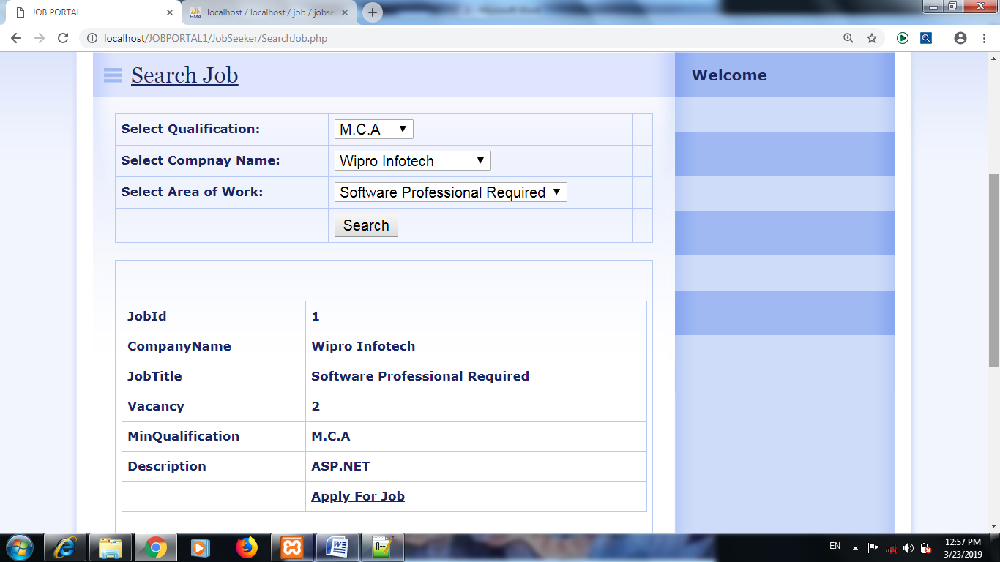 JOB PORTAL
localhost / localhost / job / jobse
localhost/JOBPORTAL1/JobSeeker/SearchJob.php
Search Job
Welcome
Select Qualification:
M.C.A
Select Compnay Name:
Wipro Infotech
Select Area of Work:
Software Professional Required
Search
JobId
1
CompanyName
Wipro Infotech
JobTitle
Software Professional Required
Vacancy
2
MinQualification
M.C.A
Description
ASP.NET
Apply For Job
EN
12:57 PM
3/23/2019